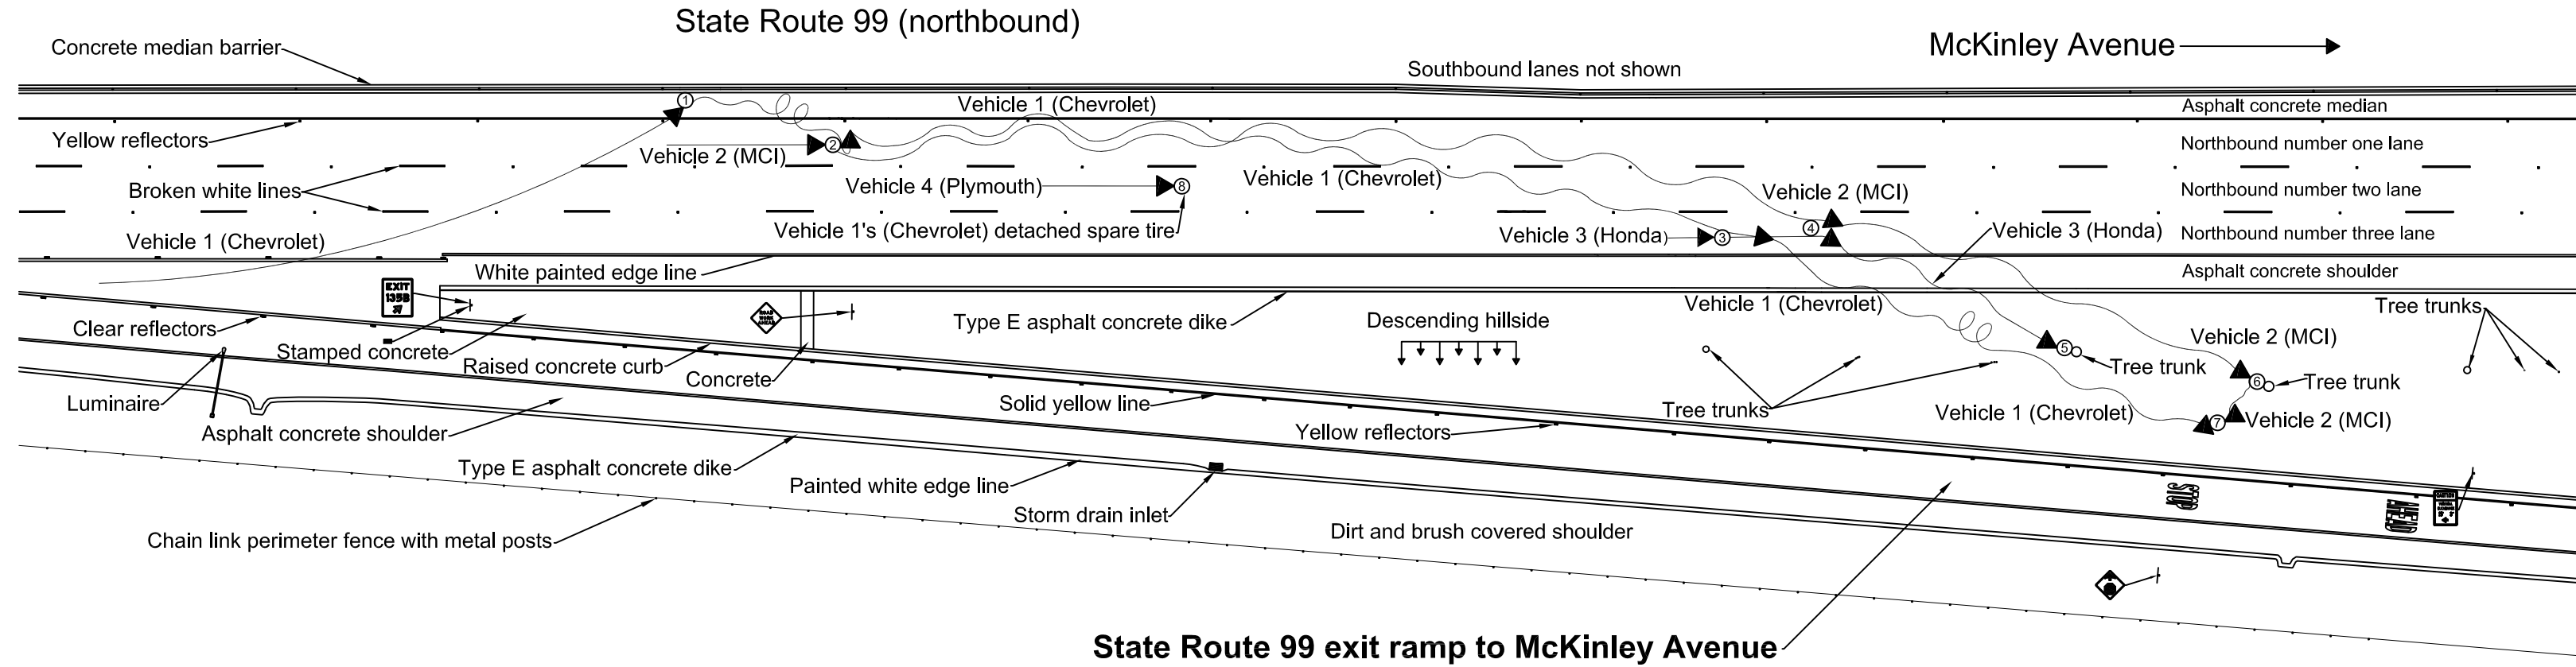 State Route 99 (northbound)
Concrete median barrier
McKinley Avenue
Southbound lanes not shown
1
Vehicle 1 (Chevrolet)
Asphalt concrete median
Yellow reflectors
Vehicle 2 (MCI)
2
Northbound number one lane
Broken white lines
Vehicle 4 (Plymouth)
8
Vehicle 1 (Chevrolet)
Vehicle 2 (MCI)
Northbound number two lane
Vehicle 1 (Chevrolet)
Vehicle 1's (Chevrolet) detached spare tire
Vehicle 3 (Honda)
3
4
Vehicle 3 (Honda)
Northbound number three lane
White painted edge line
Asphalt concrete shoulder
EXIT
135B
ROAD
WORK
AHEAD
Clear reflectors
Stamped concrete
Raised concrete curb
Concrete
Type E asphalt concrete dike
Descending hillside
Vehicle 1 (Chevrolet)
Tree trunks
Vehicle 2 (MCI)
5
Tree trunk
6
Tree trunk
Luminaire
Asphalt concrete shoulder
Solid yellow line
Tree trunks
Vehicle 1 (Chevrolet)
7
Vehicle 2 (MCI)
Yellow reflectors
Type E asphalt concrete dike
Painted white edge line
Storm drain inlet
Chain link perimeter fence with metal posts
Dirt and brush covered shoulder
SIG
AHEAD
State Route 99 exit ramp to McKinley Avenue